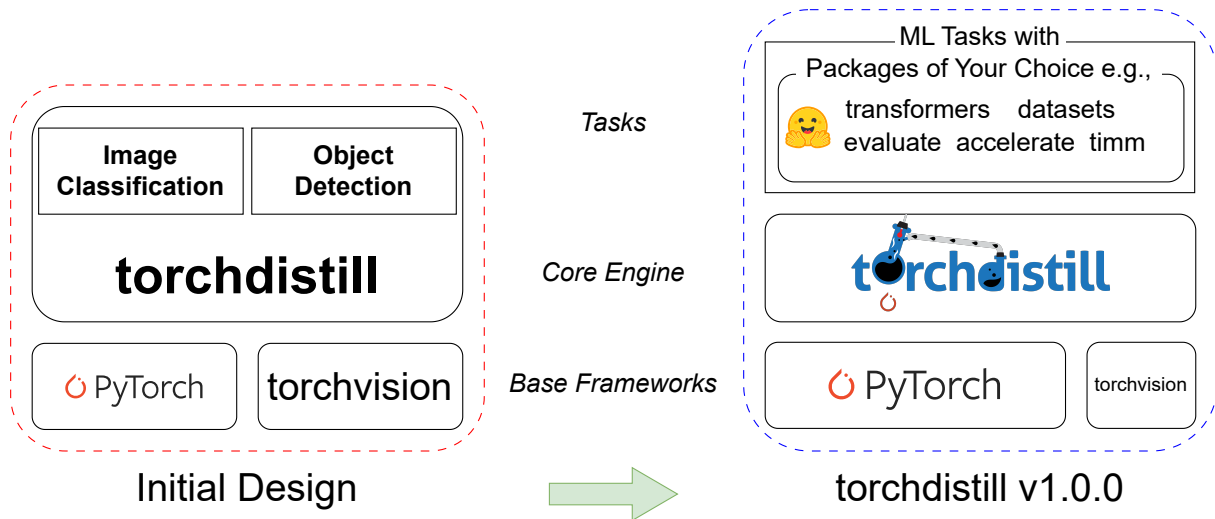 Image
Classification
Object
Detection
torchdistill
PyTorch
torchvision
Initial Design
Tasks
Core Engine
Base Frameworks
ML Tasks with
Packages of Your Choice e.g.,
transformers datasets
evaluate accelerate timm
torchdistill
PyTorch
torchvision
torchdistill v1.0.0